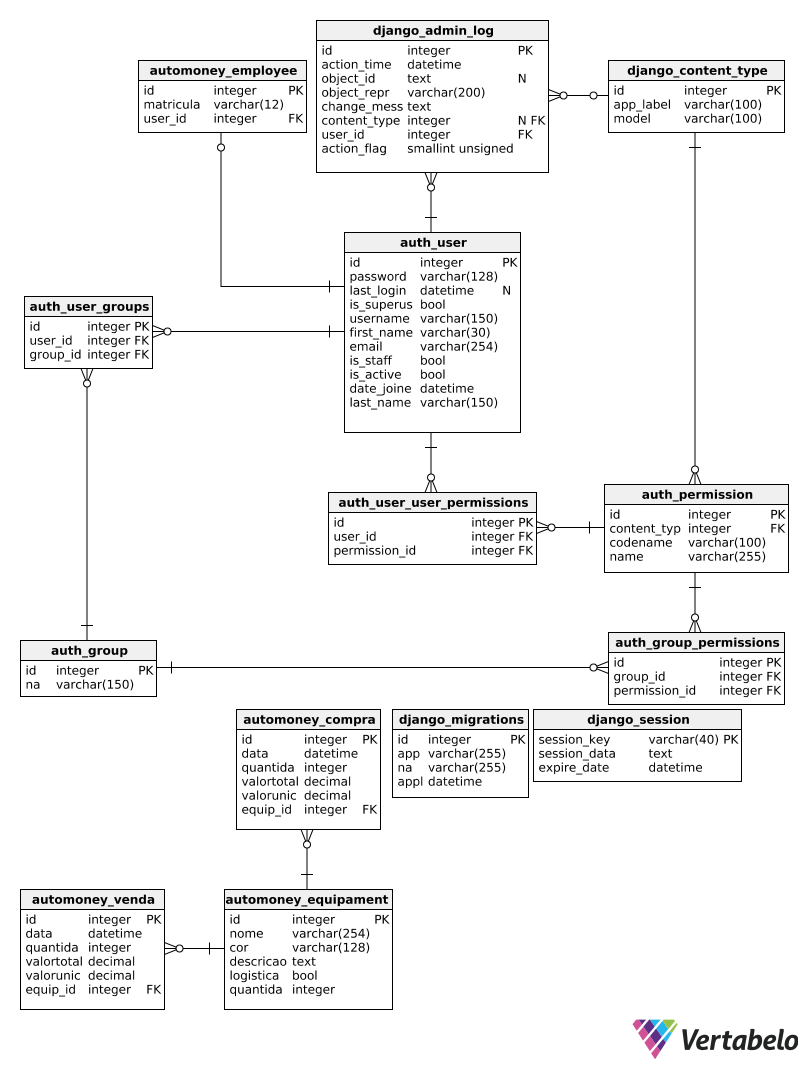 django_admin_log
id integer PK
action_time datetime
object_id text N
object_repr varchar(200)
change_mess text
content_type integer N FK
user_id integer FK
action_flag smallint unsigned
automoney_employee
id integer PK
matricula varchar(12)
user_id integer FK
django_content_type
id integer PK
app_label varchar(100)
model varchar(100)
auth_user
id integer PK
password varchar(128)
last_login datetime N
is_superus bool
username varchar(150)
first_name varchar(30)
email varchar(254)
is_staff bool
is_active bool
date_joine datetime
last_name varchar(150)
auth_user_groups
id integer PK
user_id integer FK
group_id integer FK
auth_user_user_permissions
id integer PK
user_id integer FK
permission_id integer FK
auth_permission
id integer PK
content_typ integer FK
codename varchar(100)
name varchar(255)
auth_group
id integer PK
na varchar(150)
auth_group_permissions
id integer PK
group_id integer FK
permission_id integer FK
automoney_compra
id integer PK
data datetime
quantida integer
valortotal decimal
valorunic decimal
equip_id integer FK
django_migrations
id integer PK
app varchar(255)
na varchar(255)
appl datetime
django_session
session_key varchar(40) PK
session_data text
expire_date datetime
automoney_venda
id integer PK
data datetime
quantida integer
valortotal decimal
valorunic decimal
equip_id integer FK
automoney_equipament
id integer PK
nome varchar(254)
cor varchar(128)
descricao text
logistica bool
quantida integer
Vertabelo